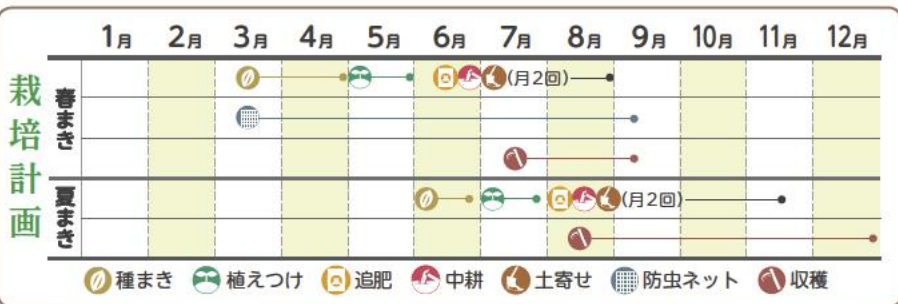 1月 2月 3月 4月 5月 6月 7月 8月 9月 10月 11月 12月
栽培計画
春まき
(月2回)
夏まき
(月2回)
種まき 植えつけ 追肥 中耕 土寄せ 防虫ネット 収穫